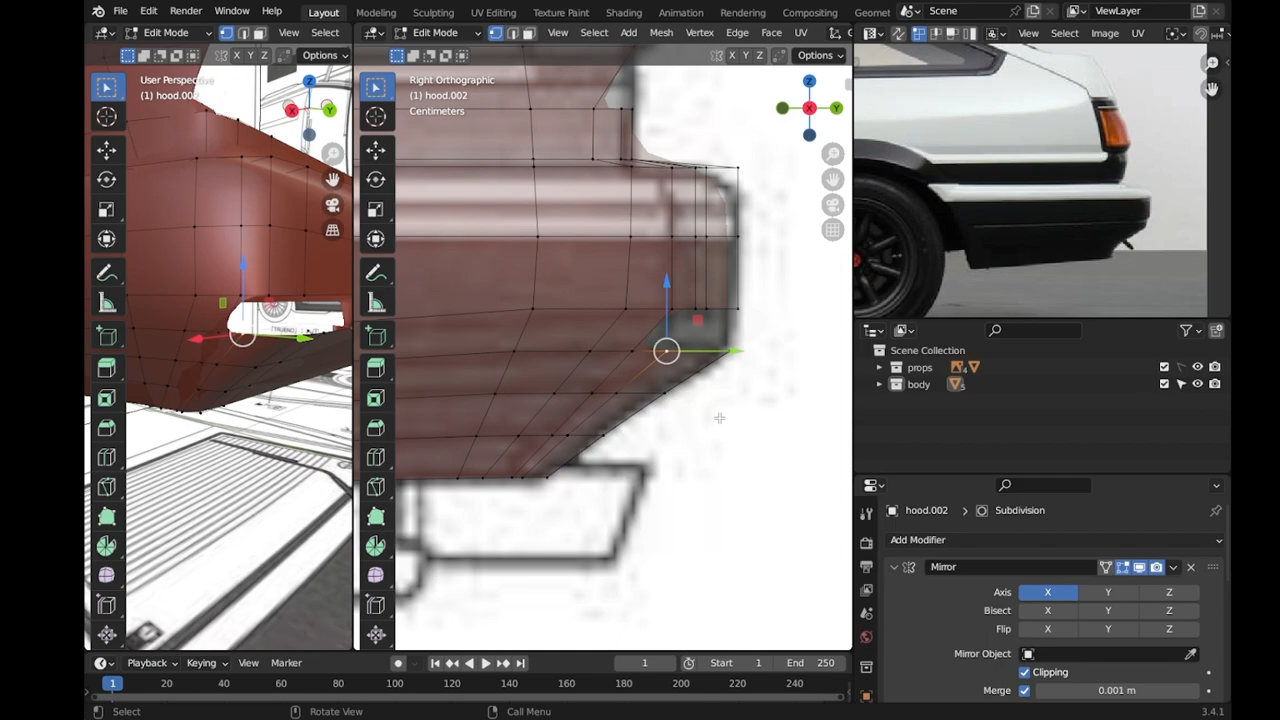 File Edit Render Window Help Layout Modeling Sculpting UV Editing Texture Paint Shading Animation Rendering Compositing Geomet Scene ViewLayer
Edit Mode View Select Edit Mode View Select Add Mesh Vertex Edge Face UV View Select Image UV
X Y Z Options X Y Z Options
User Perspective
(1) hood.002
Right Orthographic
(1) hood.002
Centimeters
Scene Collection
props 4
body 5
hood.002 Subdivision
Add Modifier
Mirror
Axis X Y Z
Bisect X Y Z
Flip X Y Z
Mirror Object
Clipping
Merge 0.001 m
Playback Keying View Marker 1 Start 1 End 250
1 20 40 60 80 100 120 140 160 180 200 220 240
Select Rotate View Call Menu 3.4.1